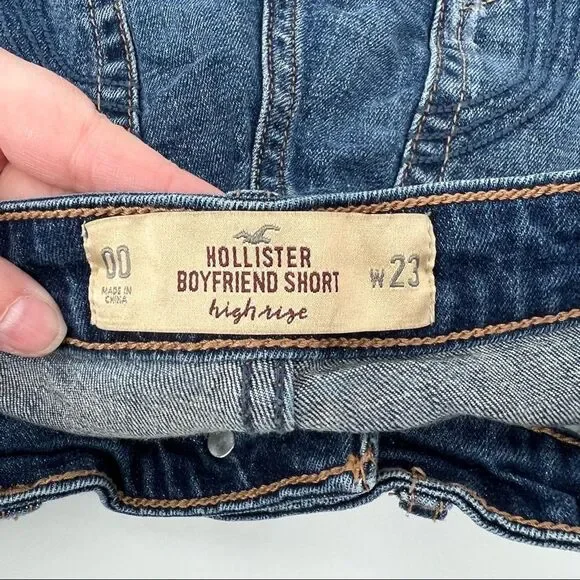 00
MADE IN
CHINA
HOLLISTER
BOYFRIEND SHORT
high rise
W23